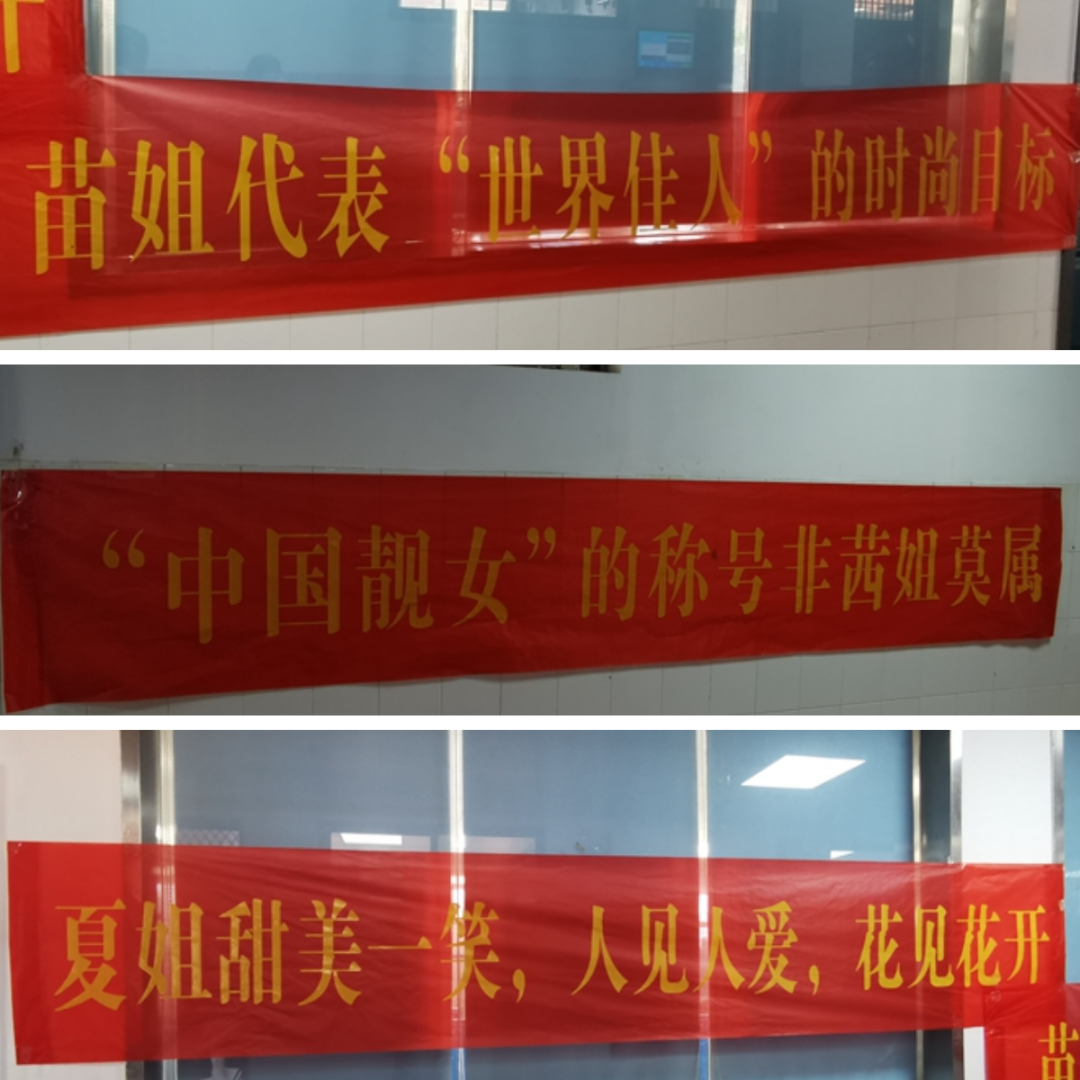 苗姐代表“世界佳人”的时尚目标
“中国靓女”的称号非茜姐莫属
夏姐甜美一笑，人见人爱，花见花开
苗